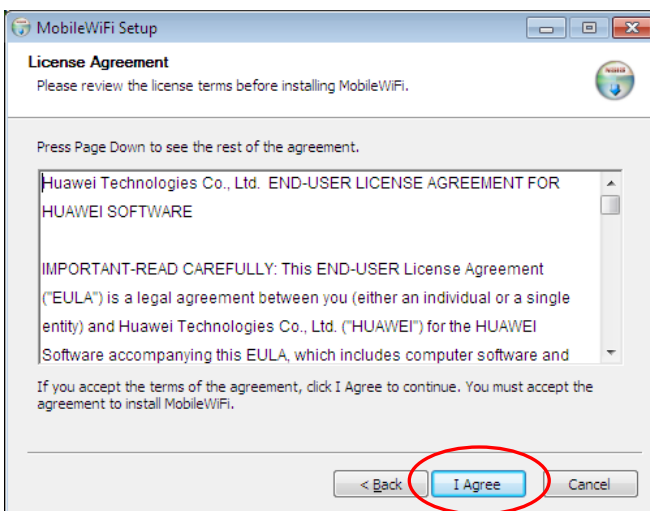 MobileWiFi Setup
License Agreement
Please review the license terms before installing MobileWiFi.
Press Page Down to see the rest of the agreement.
Huawei Technologies Co., Ltd.  END-USER LICENSE AGREEMENT FOR
HUAWEI SOFTWARE
IMPORTANT-READ CAREFULLY: This END-USER License Agreement
("EULA") is a legal agreement between you (either an individual or a single
entity) and Huawei Technologies Co., Ltd. ("HUAWEI") for the HUAWEI
Software accompanying this EULA, which includes computer software and
If you accept the terms of the agreement, click I Agree to continue. You must accept the
agreement to install MobileWiFi.
< Back I Agree Cancel